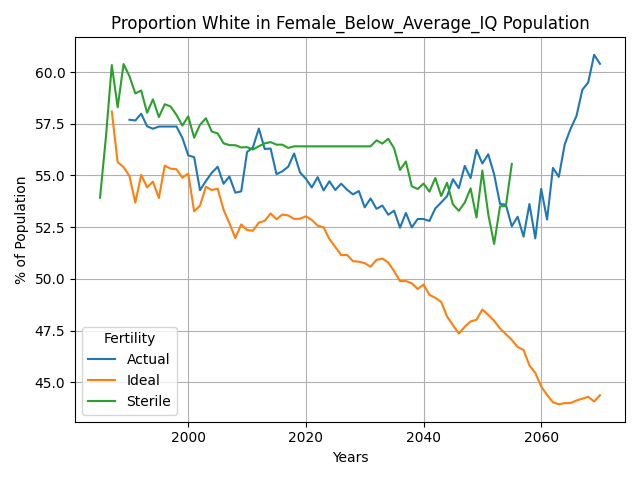 Proportion White in Female_Below_Average_IQ Population
% of Population
60.0
57.5
55.0
52.5
50.0
47.5
45.0
Fertility
Actual
Ideal
Sterile
2000
2020
2040
2060
Years